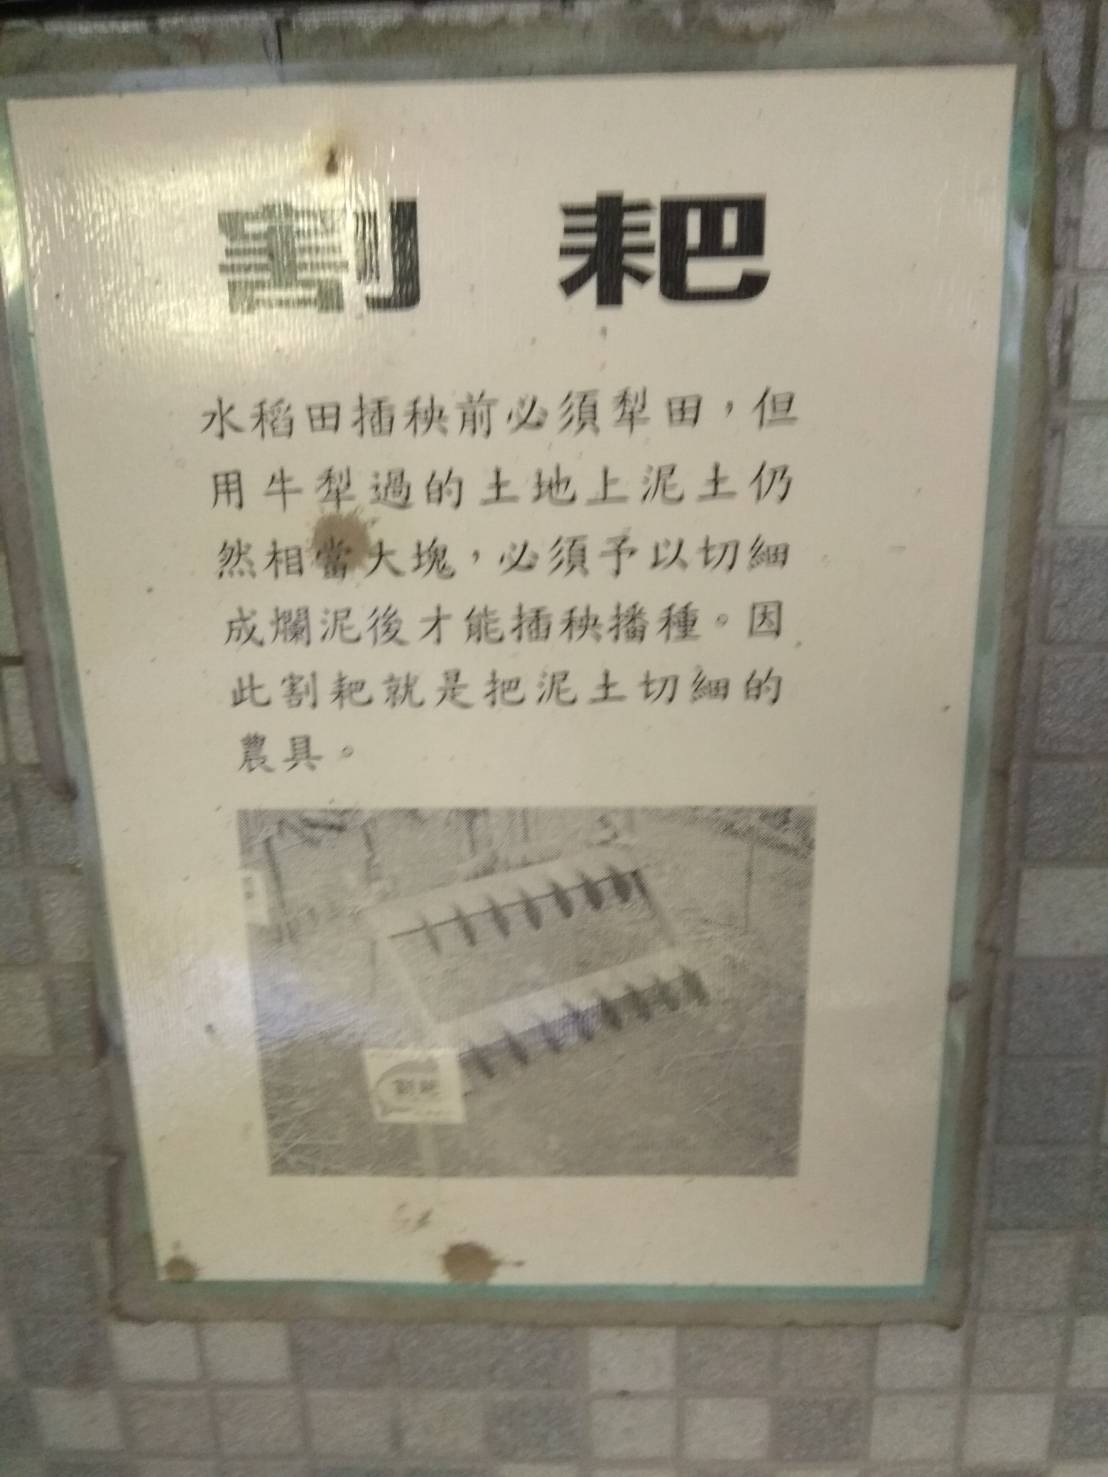 割耙
水稻田插秧前必須犁田，但
用牛犁過的土地上泥土仍
然相當大塊，必須予以切細
成爛泥後才能插秧播種。因
此割耙就是把泥土切細的
農具。
割耙